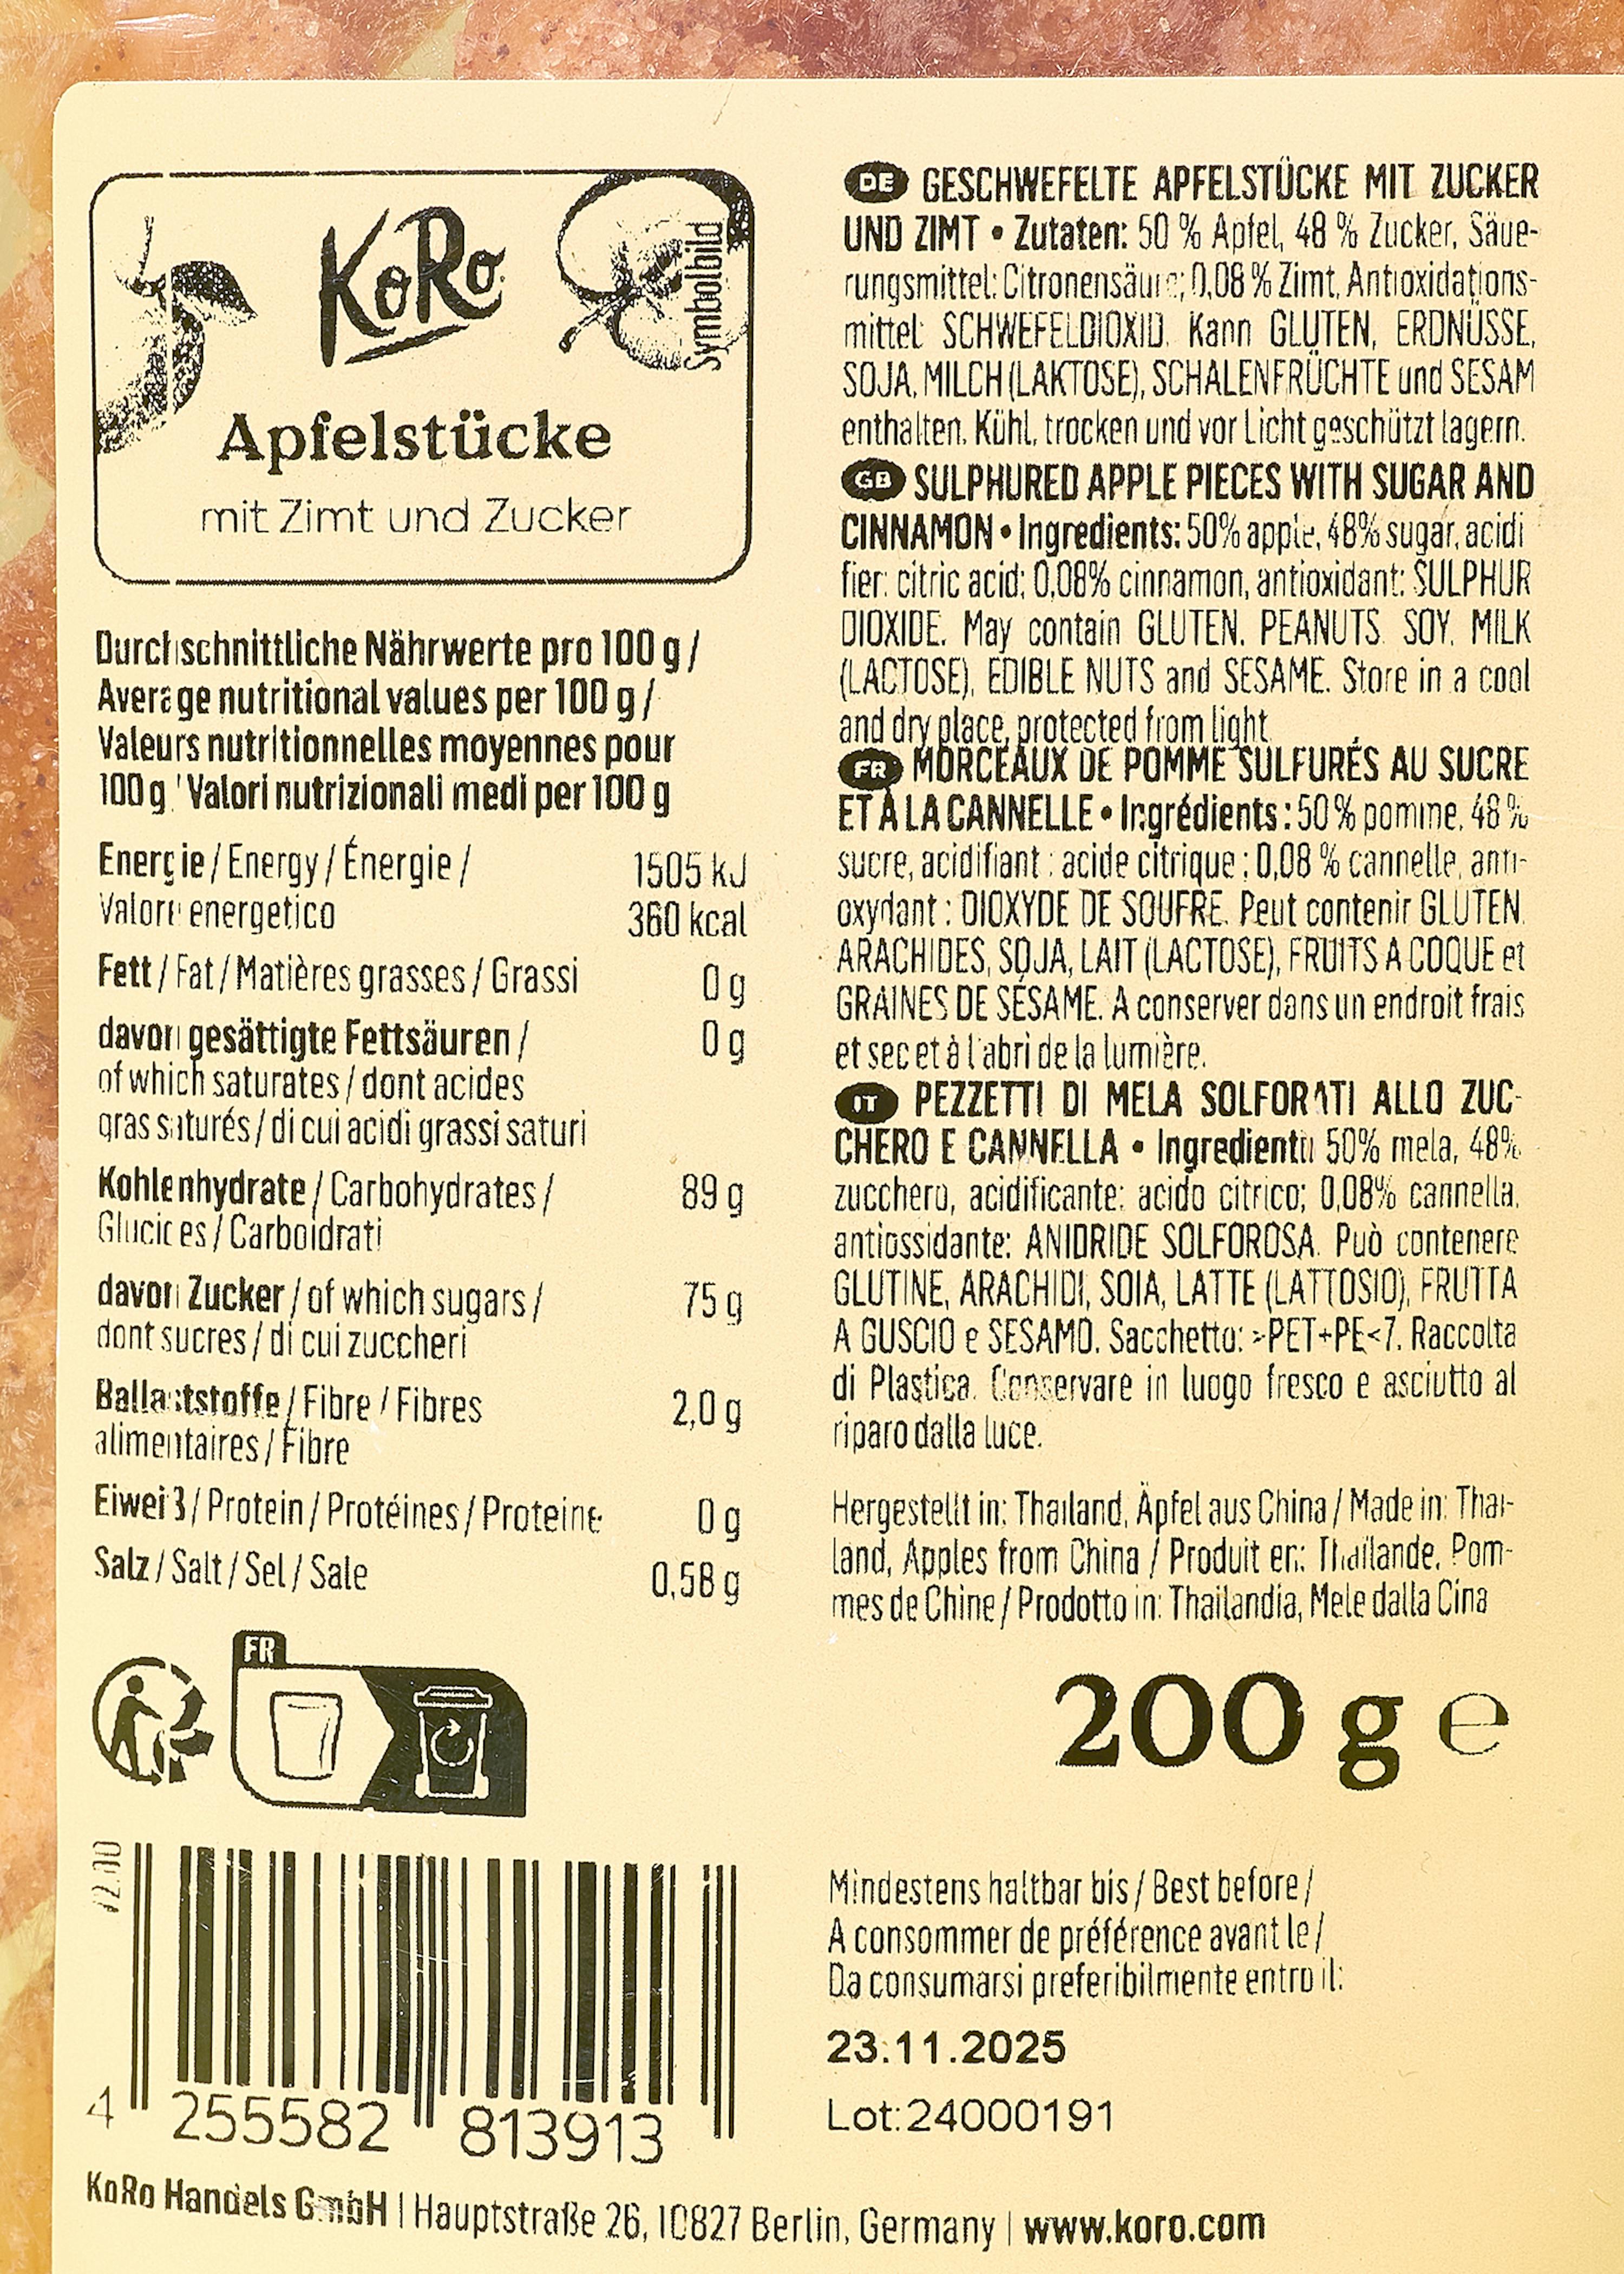 KoRo
Symbolbild
Apfelstücke
mit Zimt und Zucker
Durchschnittliche Nährwerte pro 100 g /
Average nutritional values per 100 g /
Valeurs nutritionnelles moyennes pour
100 g / Valori nutrizionali medi per 100 g
Energie / Energy / Énergie / 1505 kJ
Valore energetico 360 kcal
Fett / Fat / Matières grasses / Grassi 0 g
davon gesättigte Fettsäuren / 0 g
of which saturates / dont acides
gras saturés / di cui acidi grassi saturi
Kohlenhydrate / Carbohydrates / 89 g
Glucides / Carboidrati
davon Zucker / of which sugars / 75 g
dont sucres / di cui zuccheri
Ballaststoffe / Fibre / Fibres 2,0 g
alimentaires / Fibre
Eiweiß / Protein / Protéines / Proteine 0 g
Salz / Salt / Sel / Sale 0,58 g
FR
4 255582 813913
DE GESCHWEFELTE APFELSTÜCKE MIT ZUCKER
UND ZIMT • Zutaten: 50 % Apfel, 48 % Zucker, Säue-
rungsmittel: Citronensäure; 0,08 % Zimt, Antioxidations-
mittel: SCHWEFELDIOXID. Kann GLUTEN, ERDNÜSSE,
SOJA, MILCH (LAKTOSE), SCHALENFRÜCHTE und SESAM
enthalten. Kühl, trocken und vor Licht geschützt lagern.
GB SULPHURED APPLE PIECES WITH SUGAR AND
CINNAMON • Ingredients: 50% apple, 48% sugar, acidi
fier: citric acid; 0,08% cinnamon, antioxidant: SULPHUR
DIOXIDE. May contain GLUTEN, PEANUTS, SOY, MILK
(LACTOSE), EDIBLE NUTS and SESAME. Store in a cool
and dry place, protected from light.
FR MORCEAUX DE POMME SULFURÉS AU SUCRE
ET À LA CANNELLE • Ingrédients : 50 % pomme, 48 %
sucre, acidifiant : acide citrique ; 0,08 % cannelle, anti-
oxydant : DIOXYDE DE SOUFRE. Peut contenir GLUTEN,
ARACHIDES, SOJA, LAIT (LACTOSE), FRUITS A COQUE et
GRAINES DE SÉSAME. A conserver dans un endroit frais
et sec et à l'abri de la lumière.
IT PEZZETTI DI MELA SOLFORATI ALLO ZUC-
CHERO E CANNELLA • Ingredienti: 50% mela, 48%
zucchero, acidificante: acido citrico; 0,08% cannella,
antiossidante: ANIDRIDE SOLFOROSA. Può contenere
GLUTINE, ARACHIDI, SOIA, LATTE (LATTOSIO), FRUTTA
A GUSCIO e SESAMO. Sacchetto: >PET+PE<7. Raccolta
di Plastica. Conservare in luogo fresco e asciutto al
riparo dalla luce.
Hergestellt in: Thailand, Äpfel aus China / Made in: Thai-
land, Apples from China / Produit en: Thaïlande, Pom-
mes de Chine / Prodotto in: Thailandia, Mele dalla Cina
200 g e
Mindestens haltbar bis / Best before /
A consommer de préférence avant le /
Da consumarsi preferibilmente entro il:
23.11.2025
Lot:24000191
KoRo Handels GmbH | Hauptstraße 26, 10827 Berlin, Germany | www.koro.com